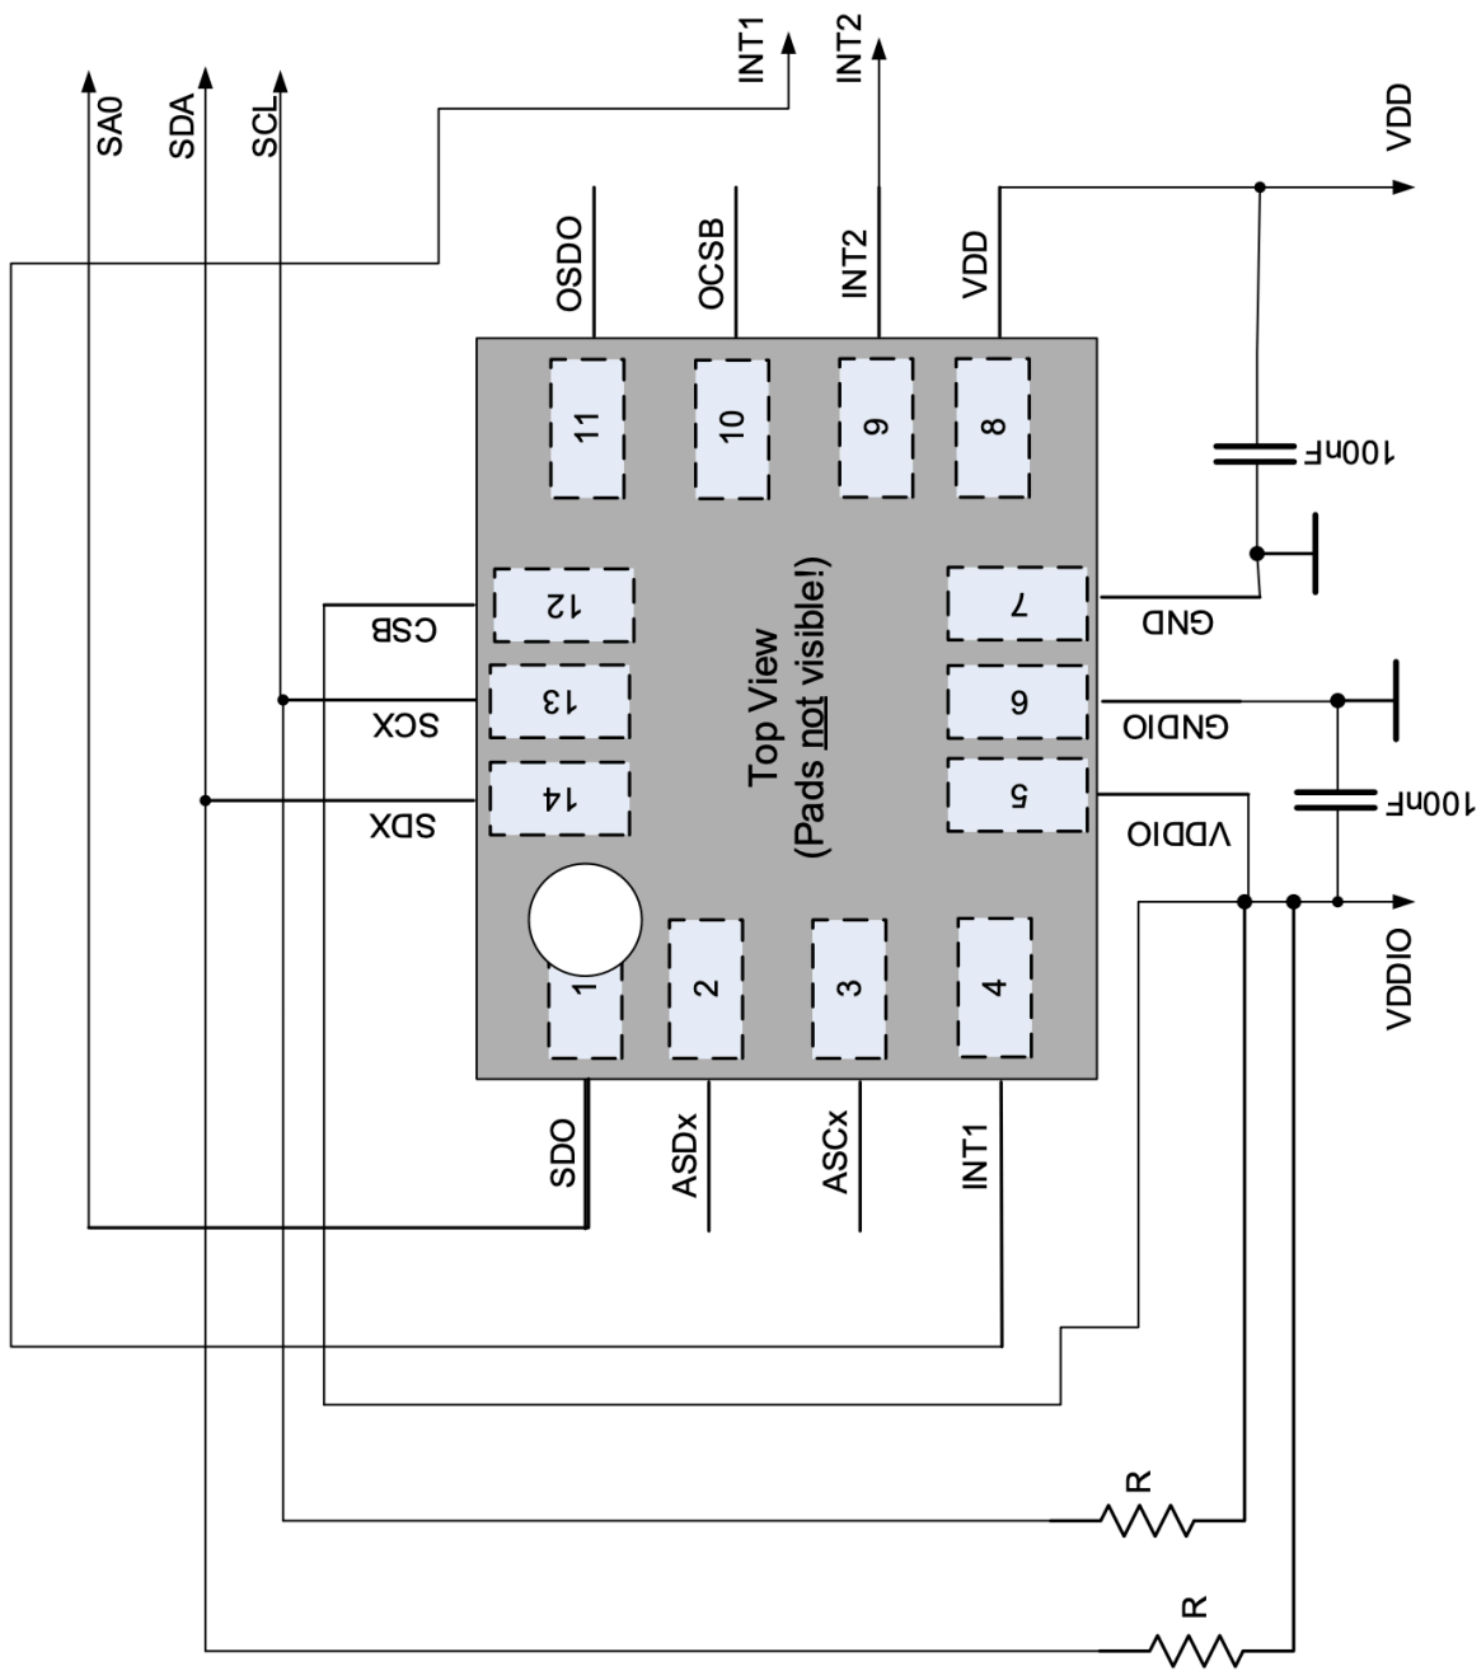 INT1
INT2
SA0
SDA
SCL
VDD
OSDO
OCSB
INT2
VDD
11
10
9
8
100nF
CSB
12
7
GND
SCX
13
Top View
(Pads not visible!)
6
GNDIO
SDX
14
5
VDDIO
100nF
1
2
3
4
VDDIO
SDO
ASDx
ASCx
INT1
R
R